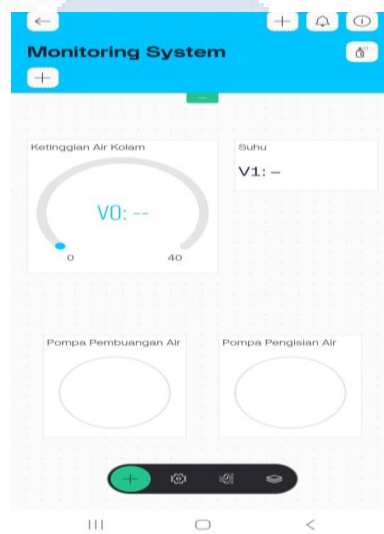 Monitoring System
Ketinggian Air Kolam
V0: --
0
40
Suhu
V1: –
Pompa Pembuangan Air
Pompa Pengisian Air